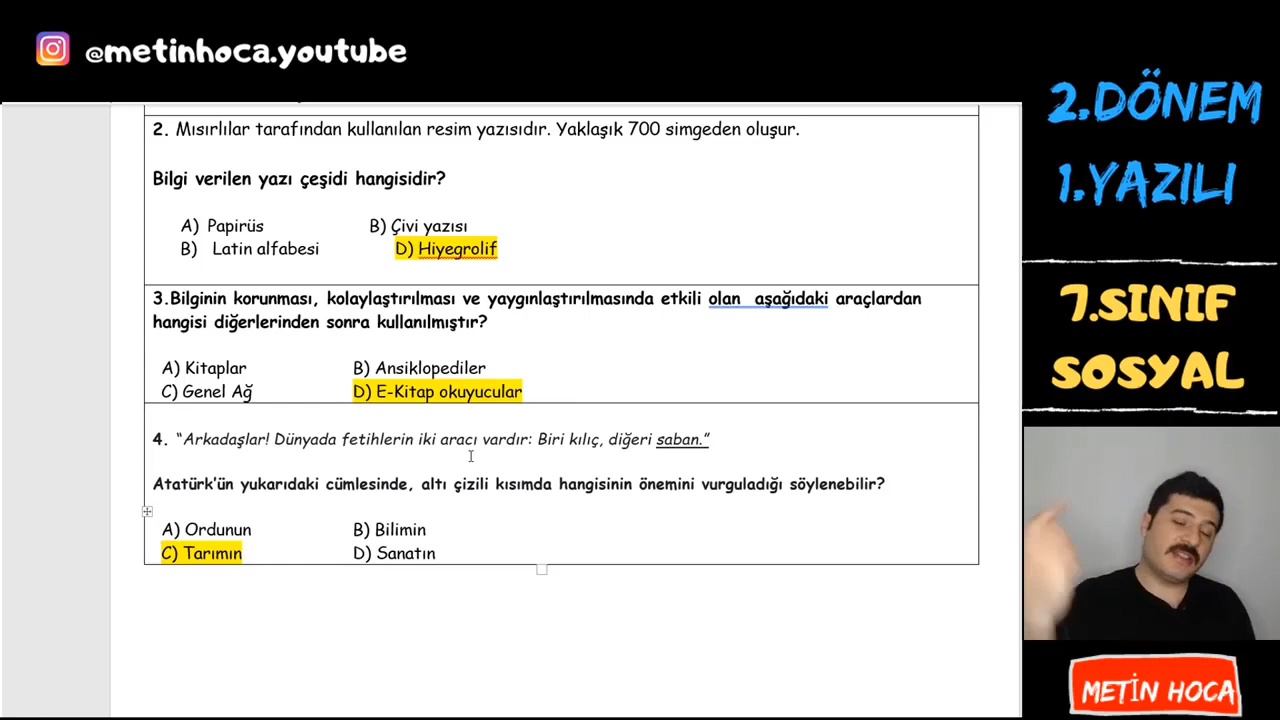 @metinhoca.youtube
2. Mısırlılar tarafından kullanılan resim yazısıdır. Yaklaşık 700 simgeden oluşur.
Bilgi verilen yazı çeşidi hangisidir?
A) Papirüs B) Çivi yazısı
B) Latin alfabesi D) Hiyegrolif
3.Bilginin korunması, kolaylaştırılması ve yaygınlaştırılmasında etkili olan aşağıdaki araçlardan
hangisi diğerlerinden sonra kullanılmıştır?
A) Kitaplar B) Ansiklopediler
C) Genel Ağ D) E-Kitap okuyucular
4. “Arkadaşlar! Dünyada fetihlerin iki aracı vardır: Biri kılıç, diğeri saban.”
Atatürk’ün yukarıdaki cümlesinde, altı çizili kısımda hangisinin önemini vurguladığı söylenebilir?
A) Ordunun B) Bilimin
C) Tarımın D) Sanatın
2.DÖNEM
1.YAZILI
7.SINIF
SOSYAL
METİN HOCA